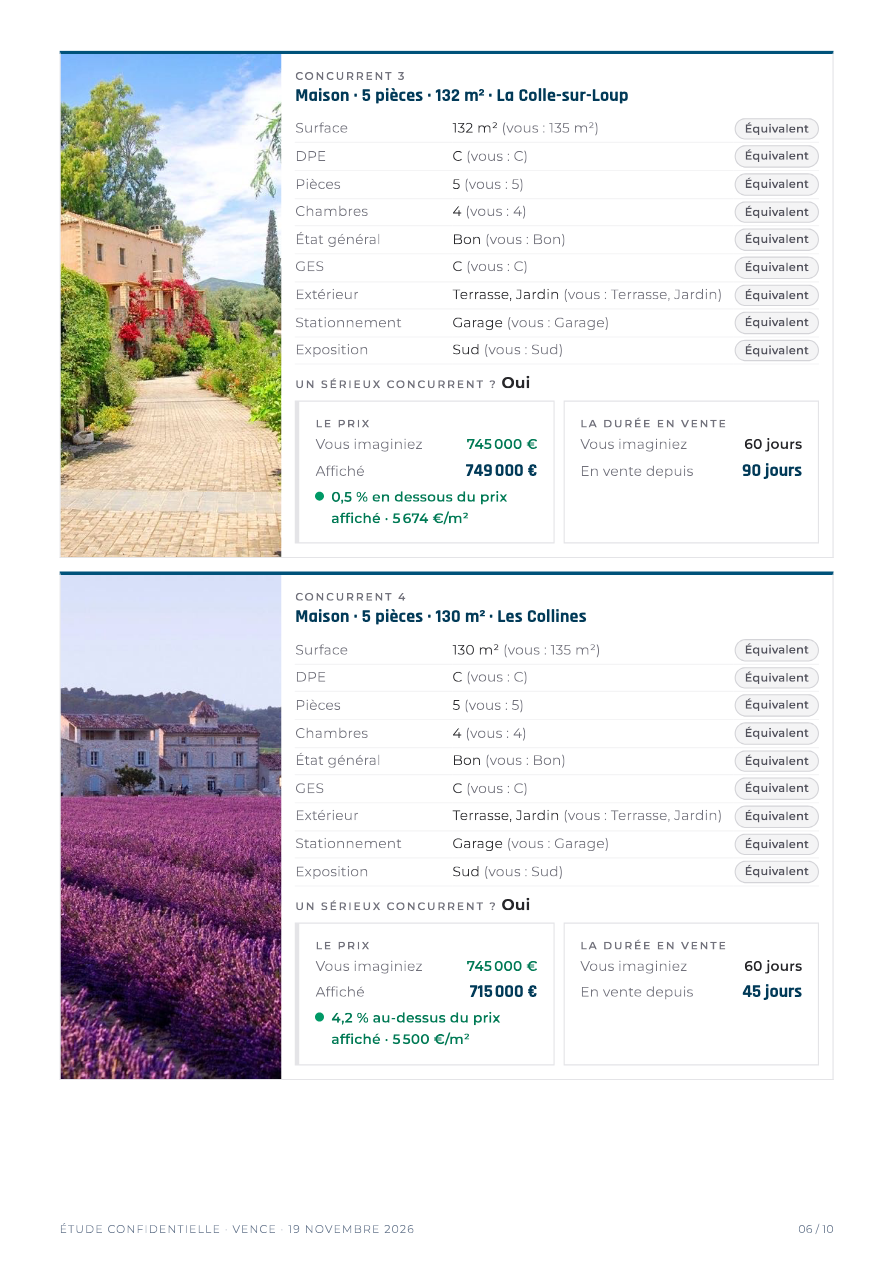 CONCURRENT 3
Maison · 5 pièces · 132 m² · La Colle-sur-Loup
Surface 132 m² (vous : 135 m²) Équivalent
DPE C (vous : C) Équivalent
Pièces 5 (vous : 5) Équivalent
Chambres 4 (vous : 4) Équivalent
État général Bon (vous : Bon) Équivalent
GES C (vous : C) Équivalent
Extérieur Terrasse, Jardin (vous : Terrasse, Jardin) Équivalent
Stationnement Garage (vous : Garage) Équivalent
Exposition Sud (vous : Sud) Équivalent
UN SÉRIEUX CONCURRENT ? Oui
LE PRIX
Vous imaginiez 745 000 €
Affiché 749 000 €
0,5 % en dessous du prix
affiché · 5 674 €/m²
LA DURÉE EN VENTE
Vous imaginiez 60 jours
En vente depuis 90 jours
CONCURRENT 4
Maison · 5 pièces · 130 m² · Les Collines
Surface 130 m² (vous : 135 m²) Équivalent
DPE C (vous : C) Équivalent
Pièces 5 (vous : 5) Équivalent
Chambres 4 (vous : 4) Équivalent
État général Bon (vous : Bon) Équivalent
GES C (vous : C) Équivalent
Extérieur Terrasse, Jardin (vous : Terrasse, Jardin) Équivalent
Stationnement Garage (vous : Garage) Équivalent
Exposition Sud (vous : Sud) Équivalent
UN SÉRIEUX CONCURRENT ? Oui
LE PRIX
Vous imaginiez 745 000 €
Affiché 715 000 €
4,2 % au-dessus du prix
affiché · 5 500 €/m²
LA DURÉE EN VENTE
Vous imaginiez 60 jours
En vente depuis 45 jours
ÉTUDE CONFIDENTIELLE · VENCE · 19 NOVEMBRE 2026 06 / 10